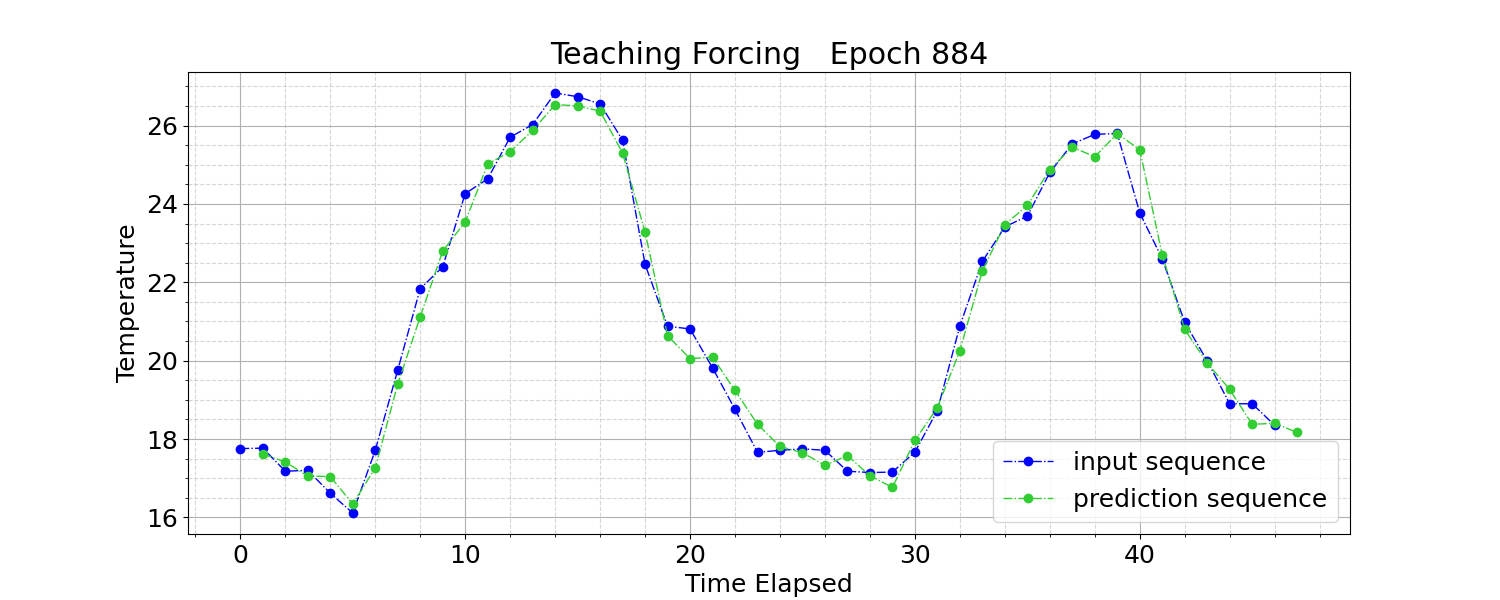 Teaching Forcing   Epoch 884
26
24
22
20
18
16
Temperature
input sequence
prediction sequence
0 10 20 30 40
Time Elapsed